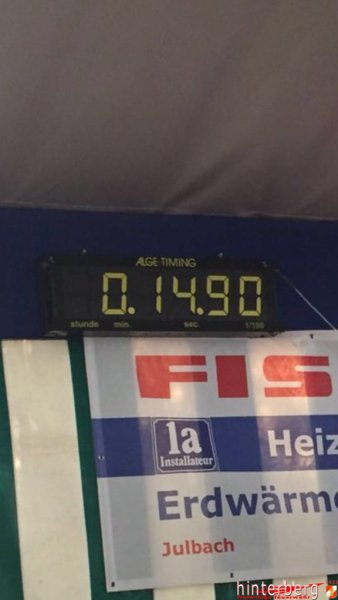 ALGE-TIMING
0.14.90
stunde min. sec. 1/100
FIS
1a
Installateur
Heiz
Erdwärme
Julbach
hinterberg